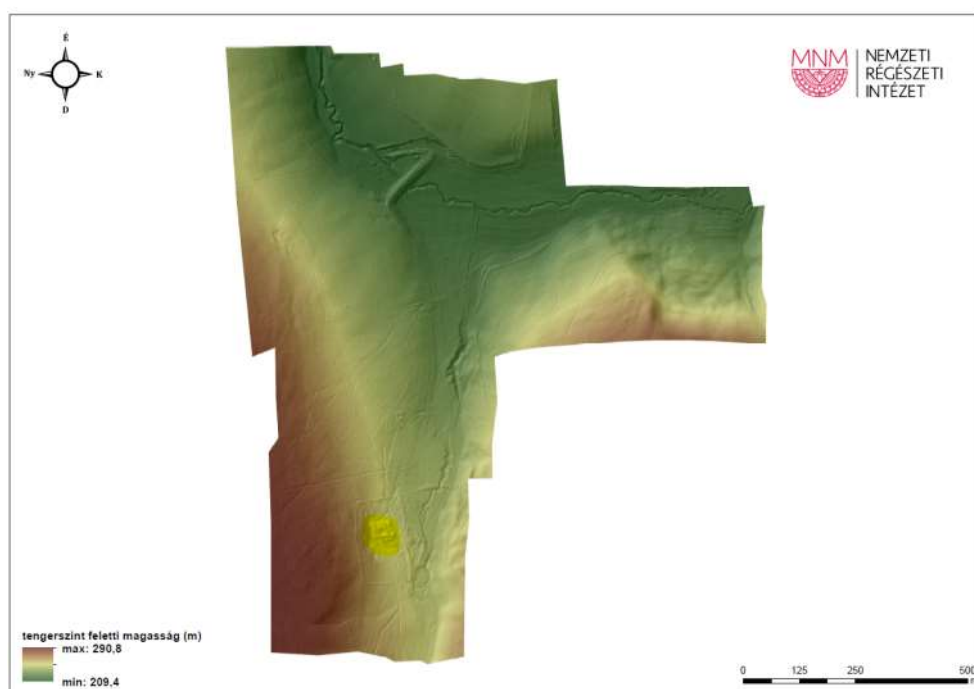 É
Ny K
D
MNM
NEMZETI
RÉGÉSZETI
INTÉZET
tengerszint feletti magasság (m)
max: 290,8
min: 209,4
0 125 250 500